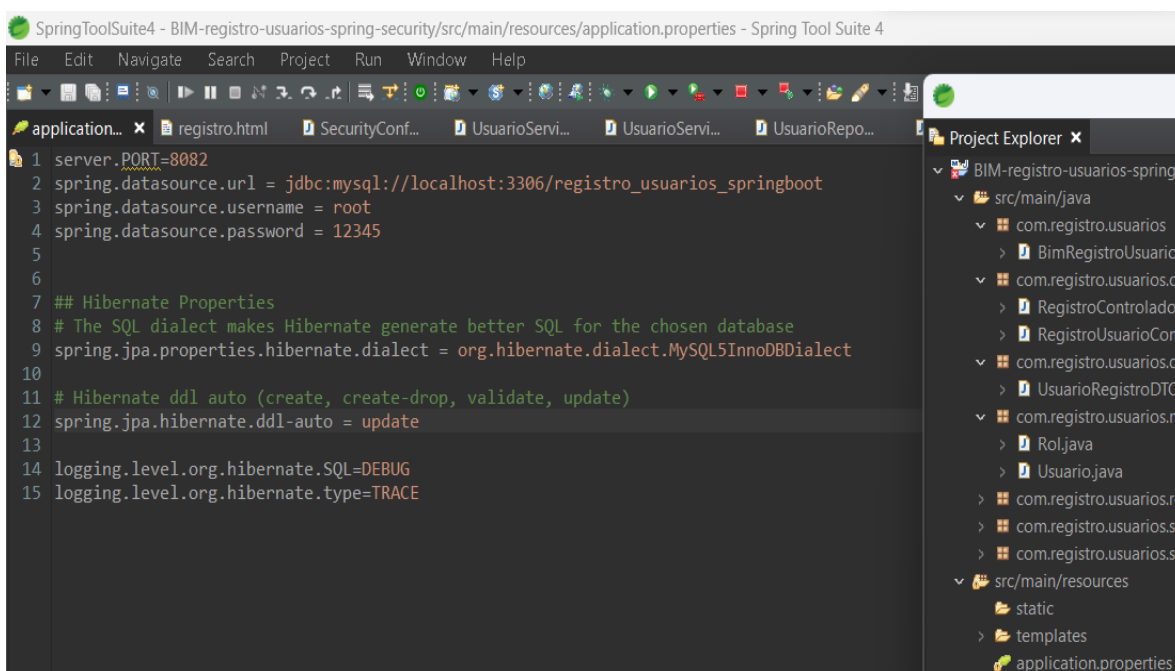 SpringToolSuite4 - BIM-registro-usuarios-spring-security/src/main/resources/application.properties - Spring Tool Suite 4
File Edit Navigate Search Project Run Window Help
application... registro.html SecurityConf... UsuarioServi... UsuarioServi... UsuarioRepo...
1 server.PORT=8082
2 spring.datasource.url = jdbc:mysql://localhost:3306/registro_usuarios_springboot
3 spring.datasource.username = root
4 spring.datasource.password = 12345
5
6
7 ## Hibernate Properties
8 # The SQL dialect makes Hibernate generate better SQL for the chosen database
9 spring.jpa.properties.hibernate.dialect = org.hibernate.dialect.MySQL5InnoDBDialect
10
11 # Hibernate ddl auto (create, create-drop, validate, update)
12 spring.jpa.hibernate.ddl-auto = update
13
14 logging.level.org.hibernate.SQL=DEBUG
15 logging.level.org.hibernate.type=TRACE
Project Explorer
BIM-registro-usuarios-spring
src/main/java
com.registro.usuarios
BimRegistroUsuario
com.registro.usuarios.c
RegistroControlado
RegistroUsuarioCon
com.registro.usuarios.c
UsuarioRegistroDTO
com.registro.usuarios.r
Rol.java
Usuario.java
com.registro.usuarios.r
com.registro.usuarios.s
com.registro.usuarios.s
src/main/resources
static
templates
application.properties